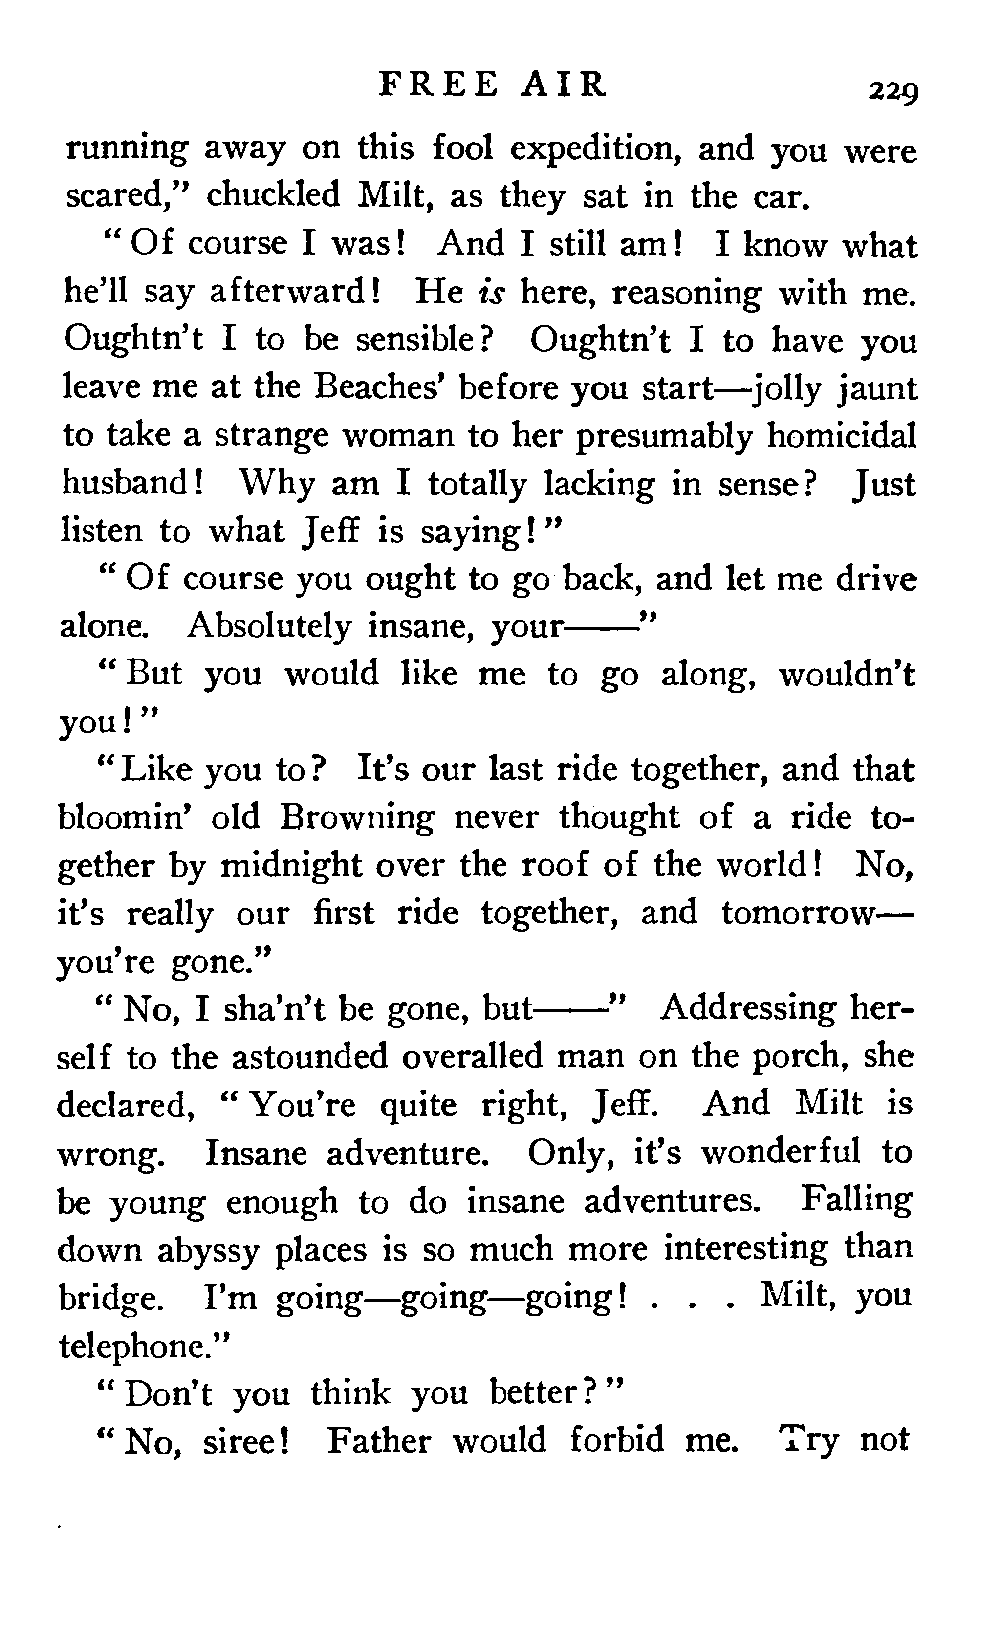 FREE AIR 229
running away on this fool expedition, and you were
scared," chuckled Milt, as they sat in the car.
"Of course I was! And I still am! I know what
he'll say afterward! He is here, reasoning with me.
Oughtn't I to be sensible? Oughtn't I to have you
leave me at the Beaches' before you start—jolly jaunt
to take a strange woman to her presumably homicidal
husband! Why am I totally lacking in sense? Just
listen to what Jeff is saying!"
"Of course you ought to go back, and let me drive
alone. Absolutely insane, your——"
"But you would like me to go along, wouldn't
you!"
"Like you to? It's our last ride together, and that
bloomin' old Browning never thought of a ride to-
gether by midnight over the roof of the world! No,
it's really our first ride together, and tomorrow—
you're gone."
"No, I sha'n't be gone, but——" Addressing her-
self to the astounded overalled man on the porch, she
declared, "You're quite right, Jeff. And Milt is
wrong. Insane adventure. Only, it's wonderful to
be young enough to do insane adventures. Falling
down abyssy places is so much more interesting than
bridge. I'm going—going—going! . . . Milt, you
telephone."
"Don't you think you better?"
"No, siree! Father would forbid me. Try not